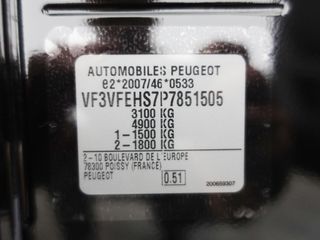 AUTOMOBILES PEUGEOT
e2*2007/46*0533
VF3VFEHS7P7851505
3100 KG
4900 KG
1-1500 KG
2-1800 KG
2-10 BOULEVARD DE L'EUROPE
78300 POISSY (FRANCE)
PEUGEOT 0.51
200659307